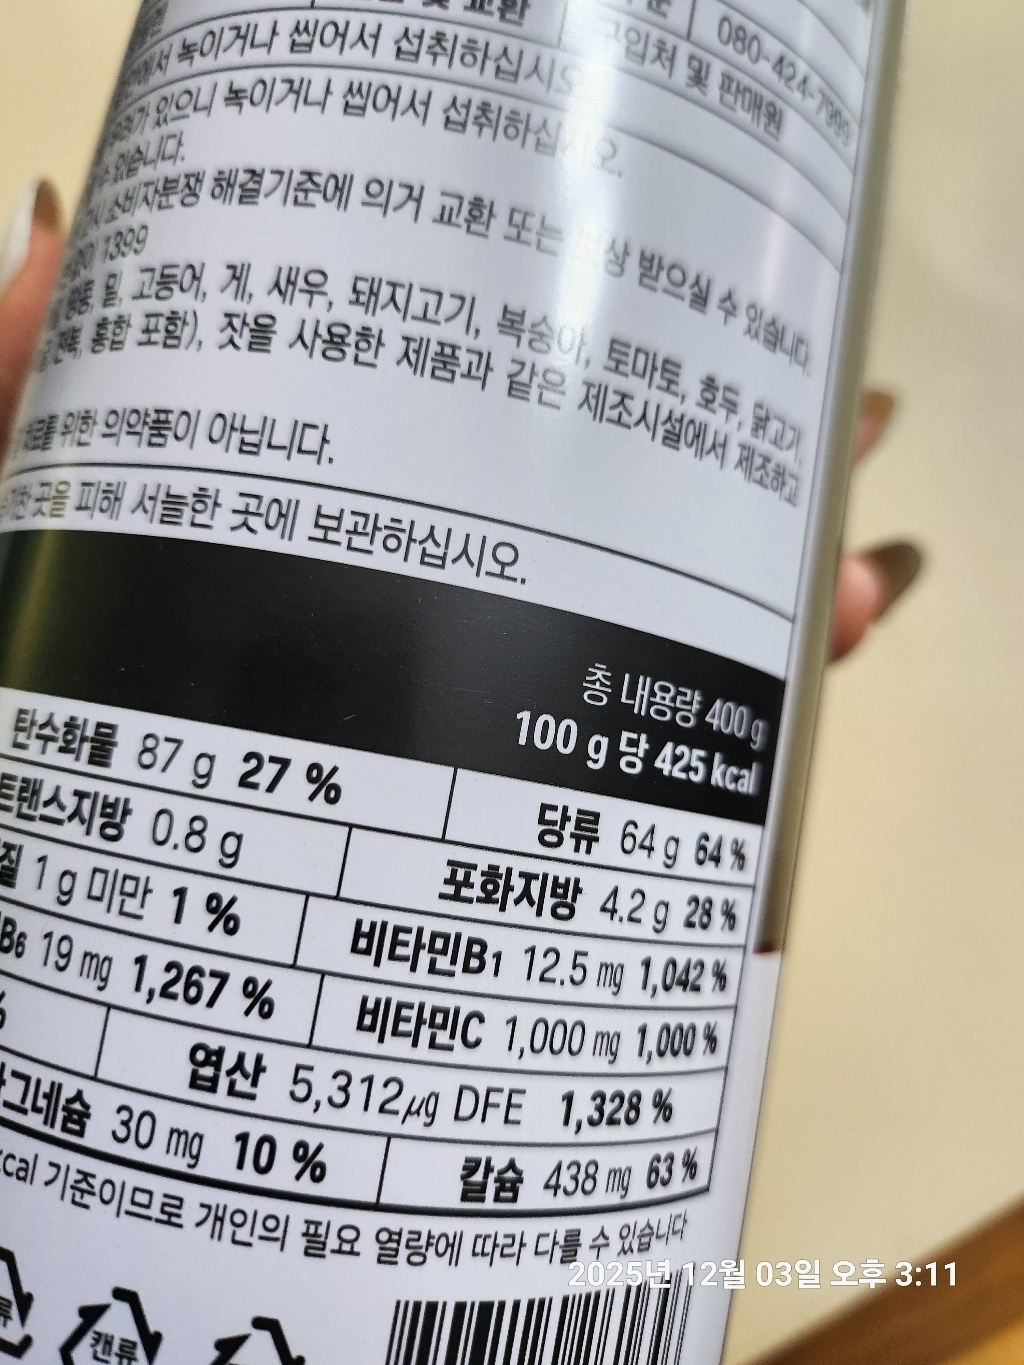 및 교환
080-424-7999
구입처 및 판매원
녹이거나 씹어서 섭취하십시오
있으니 녹이거나 씹어서 섭취하십시오.
수 있습니다.
소비자분쟁 해결기준에 의거 교환 또는 보상 받으실 수 있습니다.
1399
밀, 고등어, 게, 새우, 돼지고기, 복숭아, 토마토, 호두, 닭고기,
전복, 홍합 포함), 잣을 사용한 제품과 같은 제조시설에서 제조하고
위한 의약품이 아닙니다.
곳을 피해 서늘한 곳에 보관하십시오.
총 내용량 400 g
100 g 당 425 kcal
탄수화물 87 g 27 % 당류 64 g 64 %
트랜스지방 0.8 g 포화지방 4.2 g 28 %
질 1 g 미만 1 % 비타민B1 12.5 mg 1,042 %
B6 19 mg 1,267 % 비타민C 1,000 mg 1,000 %
% 엽산 5,312㎍ DFE 1,328 %
마그네슘 30 mg 10 % 칼슘 438 mg 63 %
kcal 기준이므로 개인의 필요 열량에 따라 다를 수 있습니다
류
캔류
2025년 12월 03일 오후 3:11